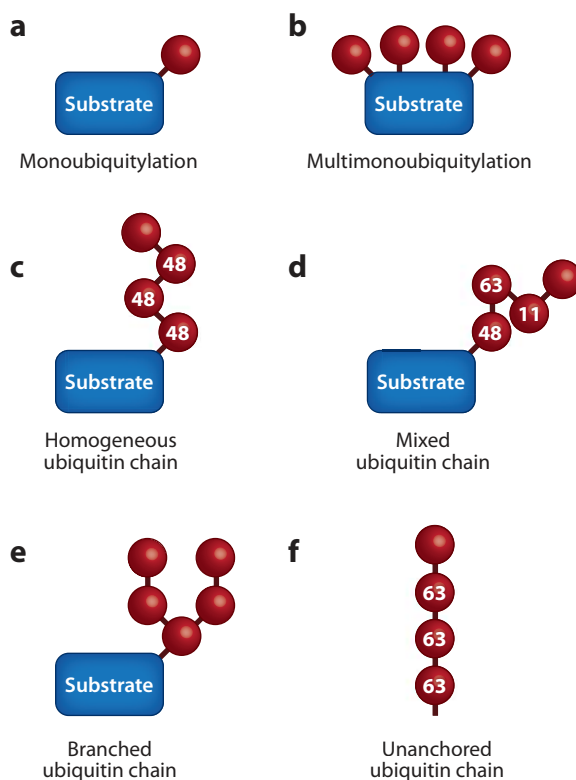 a
Substrate
Monoubiquitylation
b
Substrate
Multimonoubiquitylation
c
48
48
48
Substrate
Homogeneous
ubiquitin chain
d
63
11
48
Substrate
Mixed
ubiquitin chain
e
Substrate
Branched
ubiquitin chain
f
63
63
63
Unanchored
ubiquitin chain